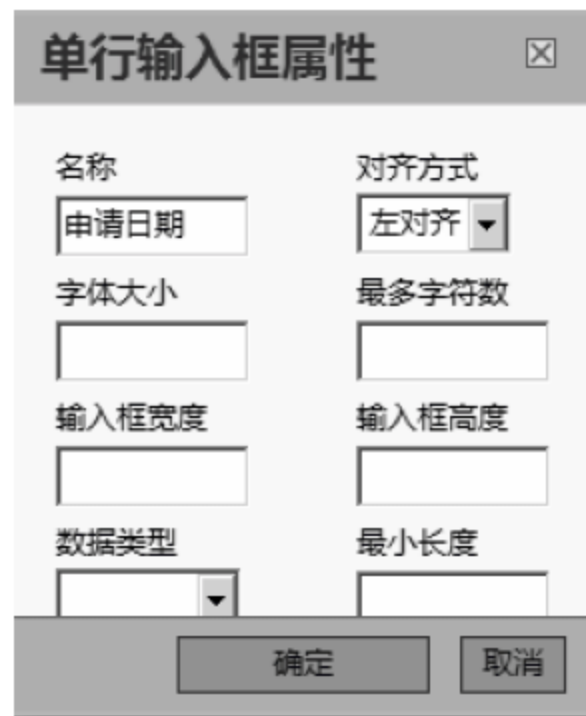 单行输入框属性
名称 对齐方式
申请日期 左对齐
字体大小 最多字符数
输入框宽度 输入框高度
数据类型 最小长度
确定 取消